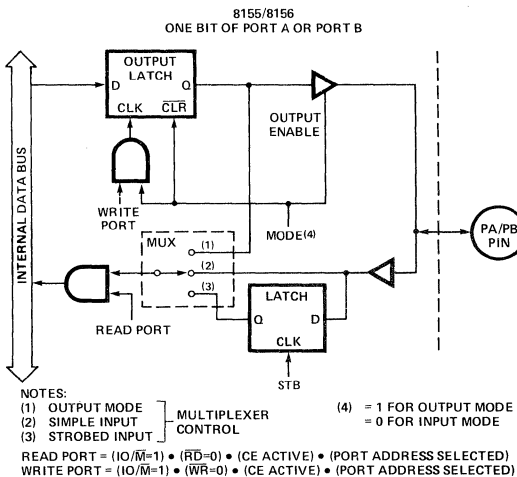 8155/8156
ONE BIT OF PORT A OR PORT B
OUTPUT
LATCH
D
Q
CLK
C̅L̅R̅
OUTPUT
ENABLE
WRITE
PORT
MODE(4)
INTERNAL DATA BUS
MUX
(1)
(2)
(3)
PA/PB
PIN
READ PORT
LATCH
Q
D
CLK
STB
NOTES:
(1) OUTPUT MODE
(2) SIMPLE INPUT
(3) STROBED INPUT
MULTIPLEXER
CONTROL
(4) = 1 FOR OUTPUT MODE
= 0 FOR INPUT MODE
READ PORT = (IO/M̅=1) • (R̅D̅=0) • (CE ACTIVE) • (PORT ADDRESS SELECTED)
WRITE PORT = (IO/M̅=1) • (W̅R̅=0) • (CE ACTIVE) • (PORT ADDRESS SELECTED)